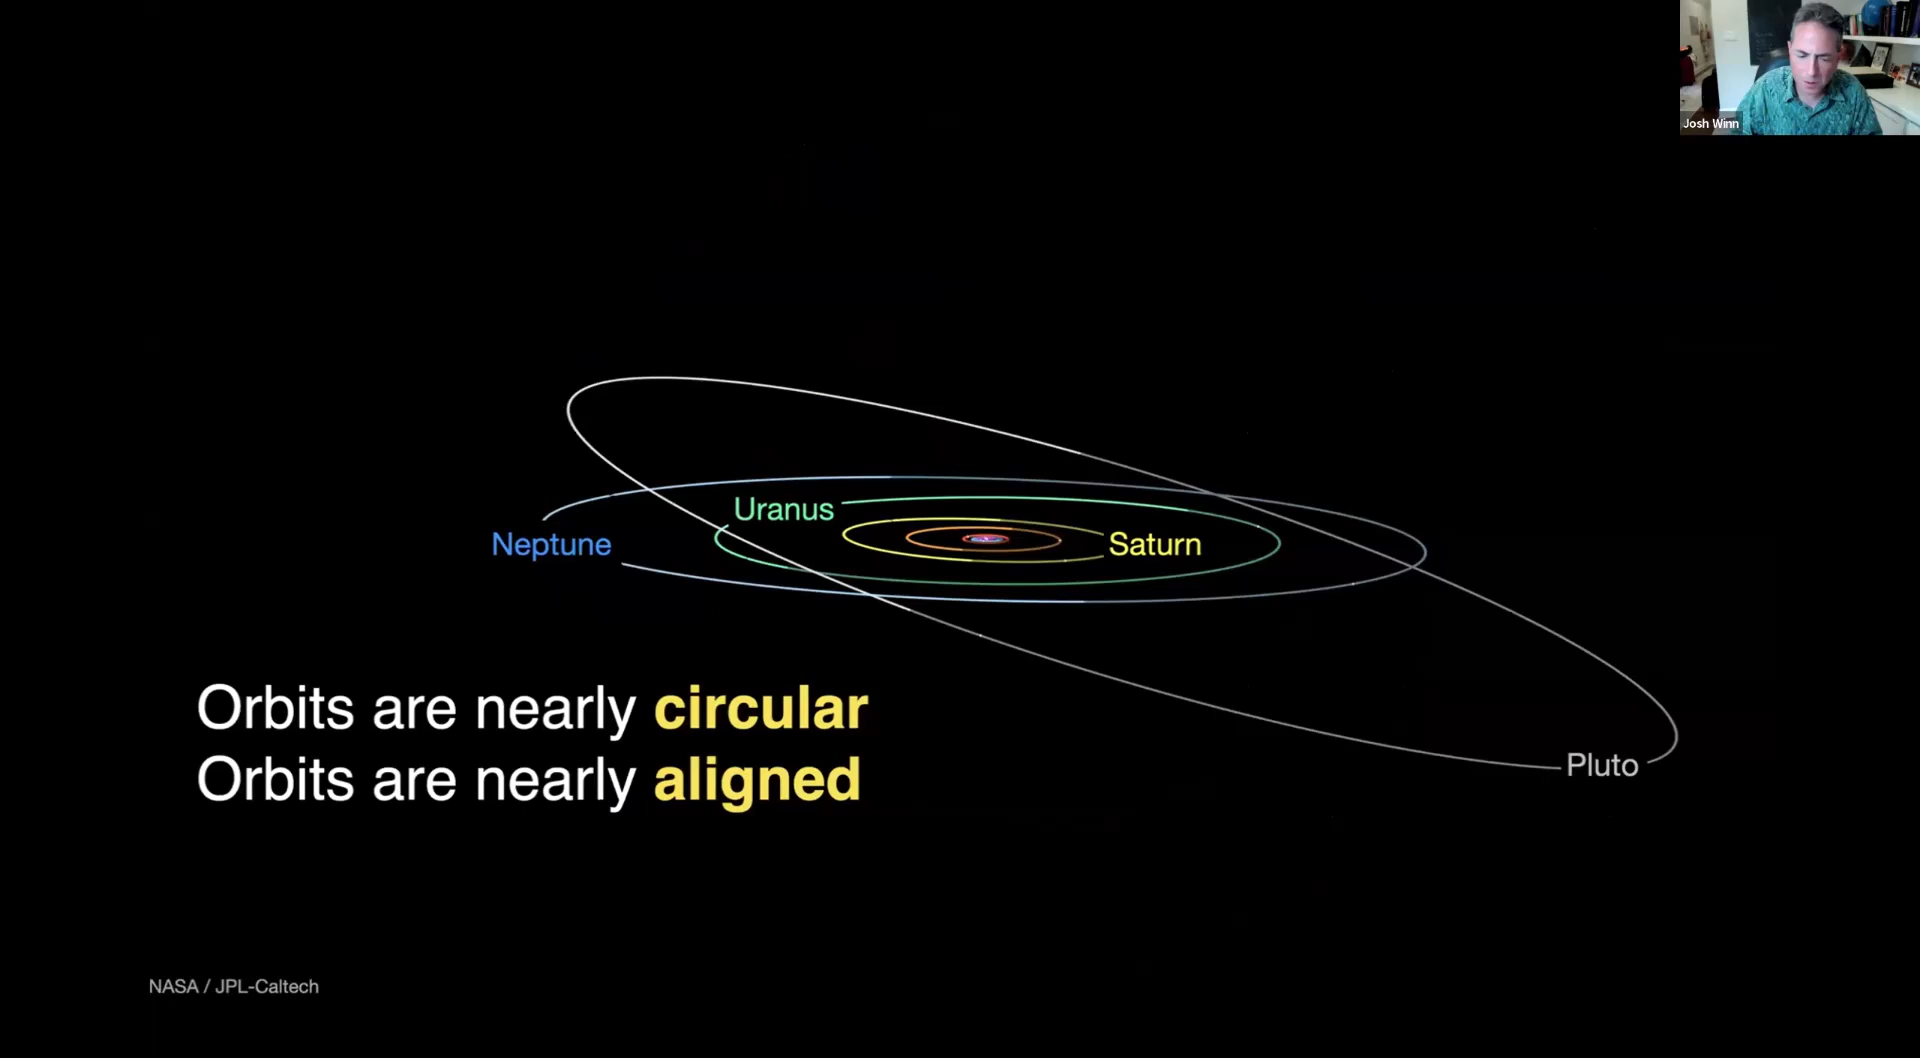 Josh Winn
Uranus
Neptune
Saturn
Orbits are nearly circular
Orbits are nearly aligned
Pluto
NASA / JPL-Caltech